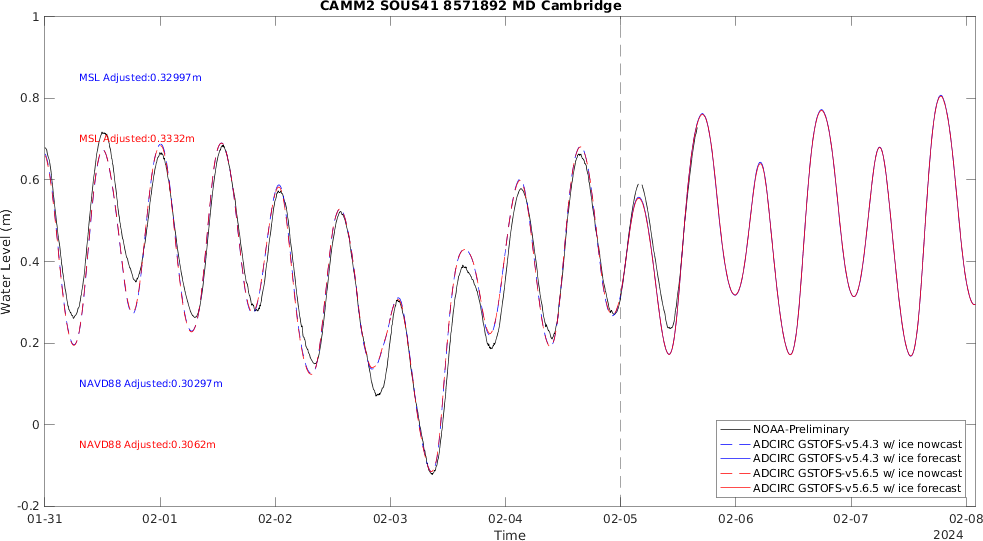 CAMM2 SOUS41 8571892 MD Cambridge
1
0.8
0.6
0.4
0.2
0
-0.2
Water Level (m)
MSL Adjusted:0.32997m
MSL Adjusted:0.3332m
NAVD88 Adjusted:0.30297m
NAVD88 Adjusted:0.3062m
NOAA-Preliminary
ADCIRC GSTOFS-v5.4.3 w/ ice nowcast
ADCIRC GSTOFS-v5.4.3 w/ ice forecast
ADCIRC GSTOFS-v5.6.5 w/ ice nowcast
ADCIRC GSTOFS-v5.6.5 w/ ice forecast
01-31 02-01 02-02 02-03 02-04 02-05 02-06 02-07 02-08
Time
2024